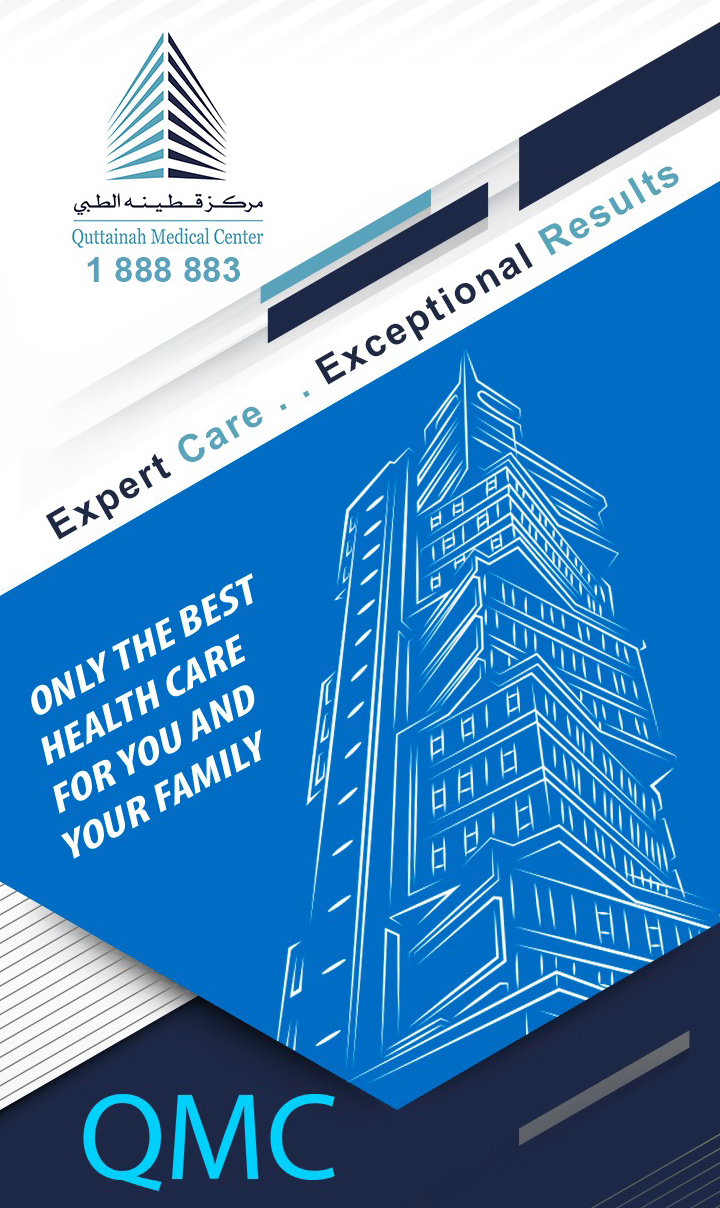 مركز قطينه الطبي
Quttainah Medical Center
1 888 883
Expert Care . . Exceptional Results
ONLY THE BEST
HEALTH CARE
FOR YOU AND
YOUR FAMILY
QMC